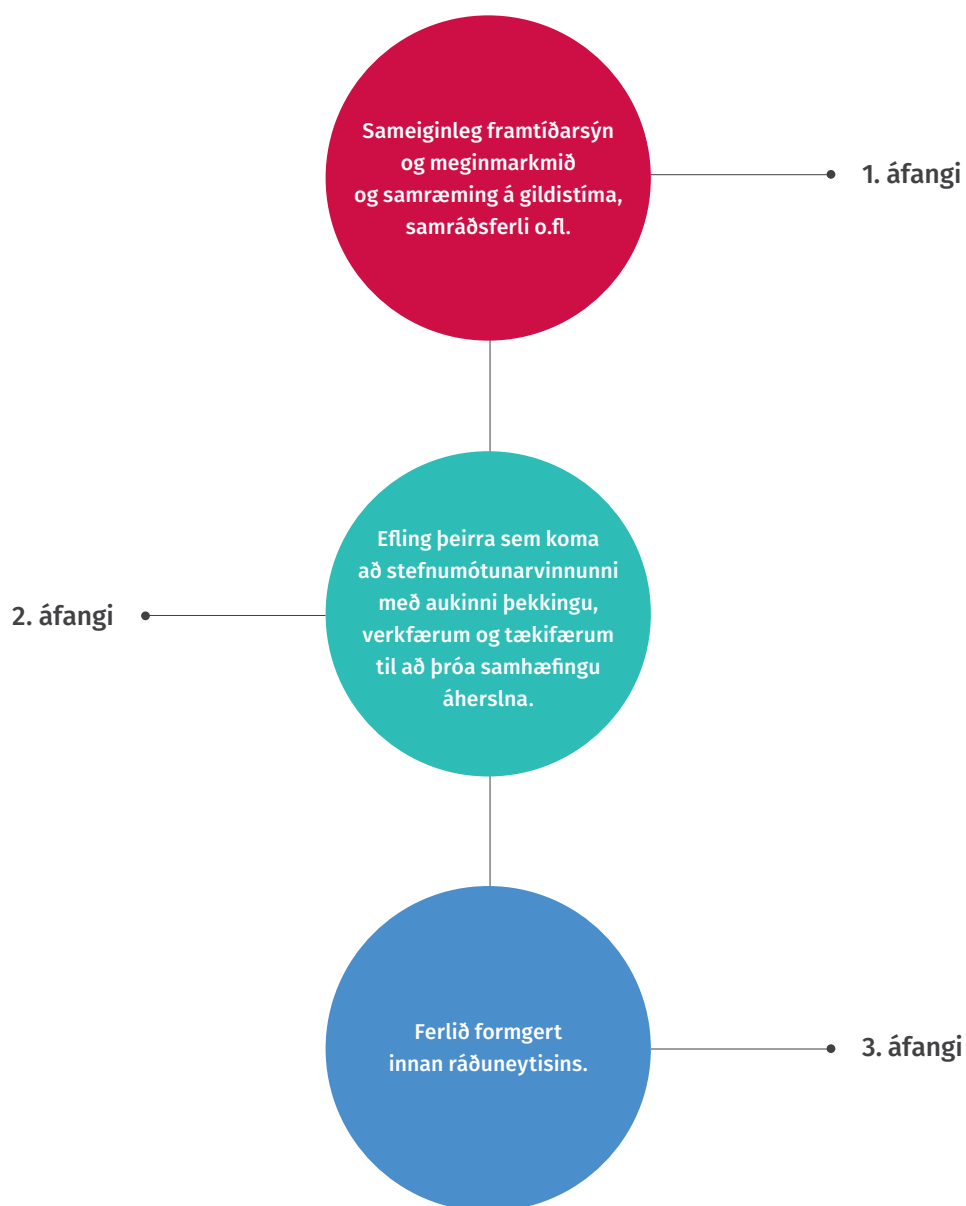 Sameiginleg framtíðarsýn
og meginmarkmið
og samræming á gildistíma,
samráðsferli o.fl.
1. áfangi
Efling þeirra sem koma
að stefnumótunarvinnunni
með aukinni þekkingu,
verkfærum og tækifærum
til að þróa samhæfingu
áherslna.
2. áfangi
Ferlið formgert
innan ráðuneytisins.
3. áfangi